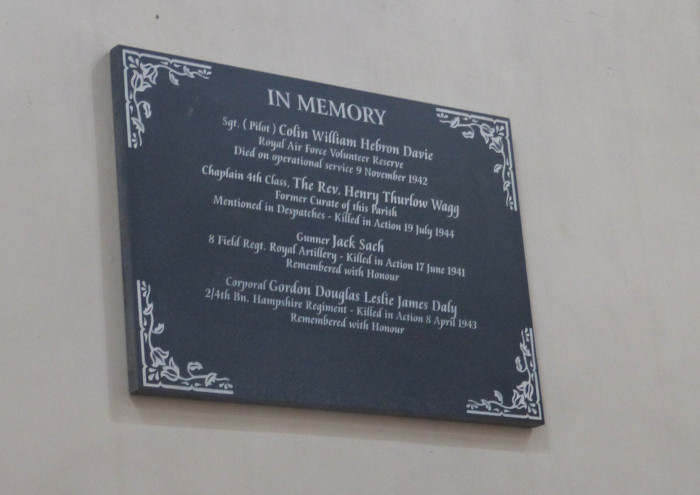 IN MEMORY
Sgt. ( Pilot ) Colin William Hebron Davie
Royal Air Force Volunteer Reserve
Died on operational service 9 November 1942
Chaplain 4th Class, The Rev. Henry Thurlow Wagg
Former Curate of this Parish
Mentioned in Despatches - Killed in Action 19 July 1944
Gunner Jack Sach
8 Field Regt. Royal Artillery - Killed in Action 17 June 1941
Remembered with Honour
Corporal Gordon Douglas Leslie James Daly
2/4th Bn. Hampshire Regiment - Killed in Action 8 April 1943
Remembered with Honour